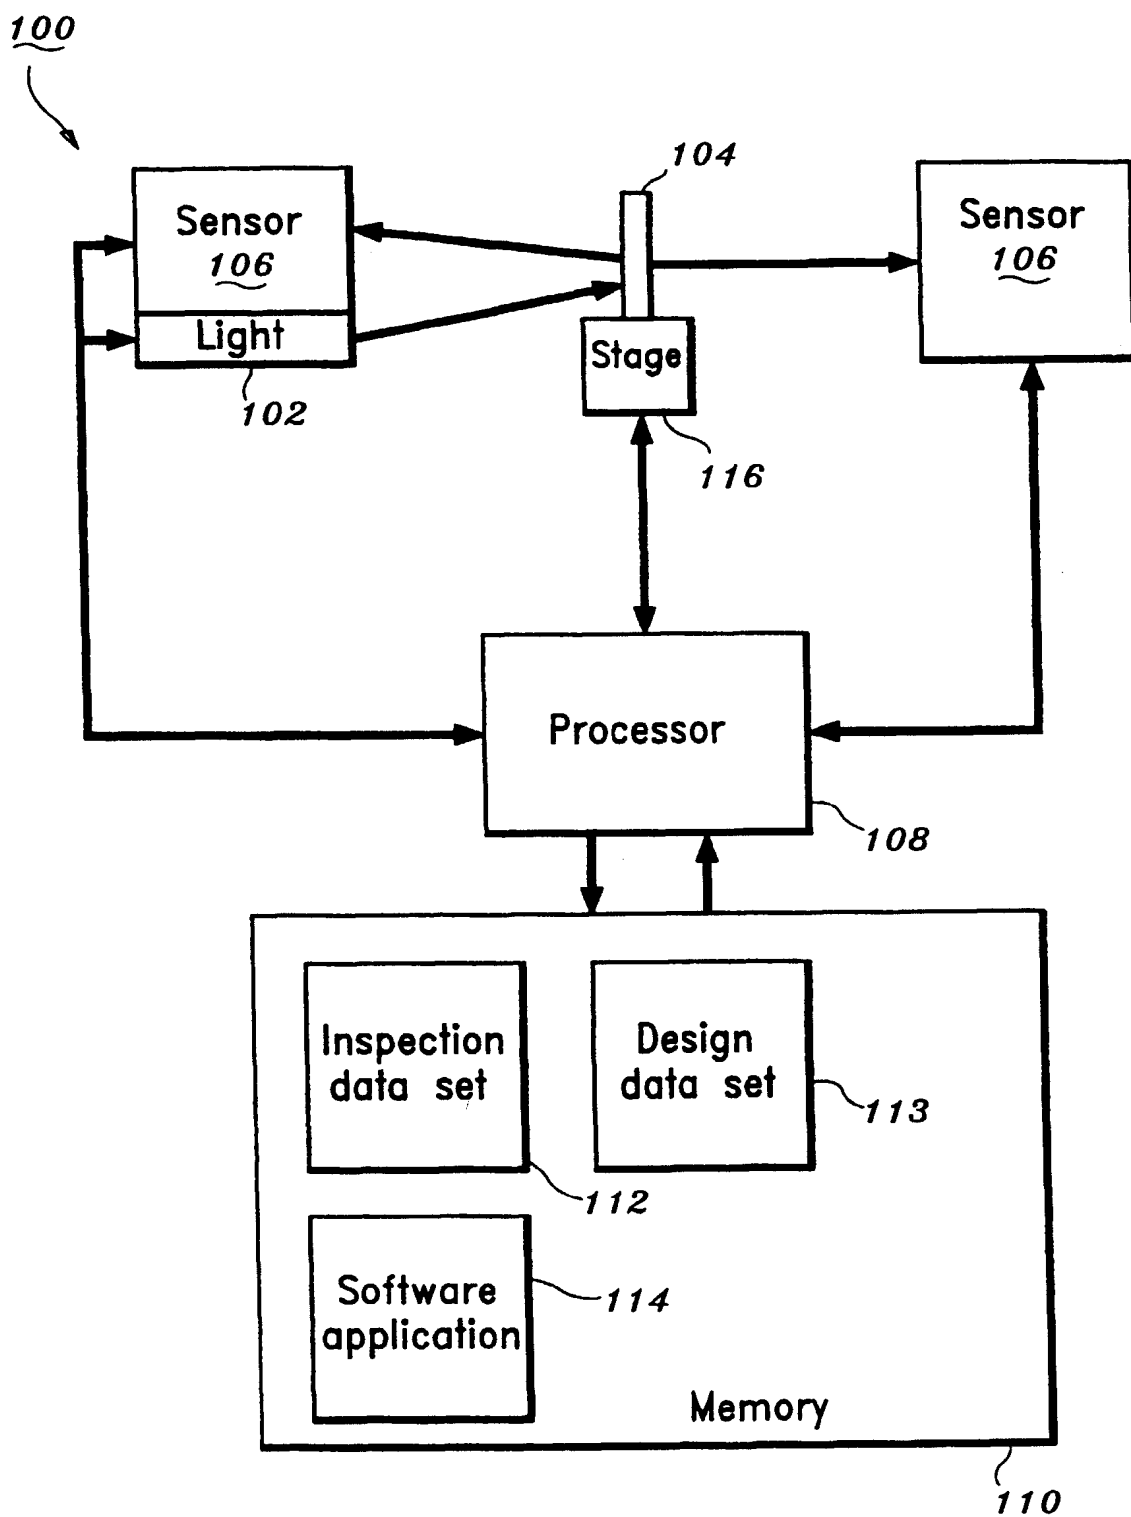 100
104
Sensor
106
Sensor
106
Light
102
Stage
116
Processor
108
Inspection
data set
Design
data set
113
112
Software
application
114
Memory
110